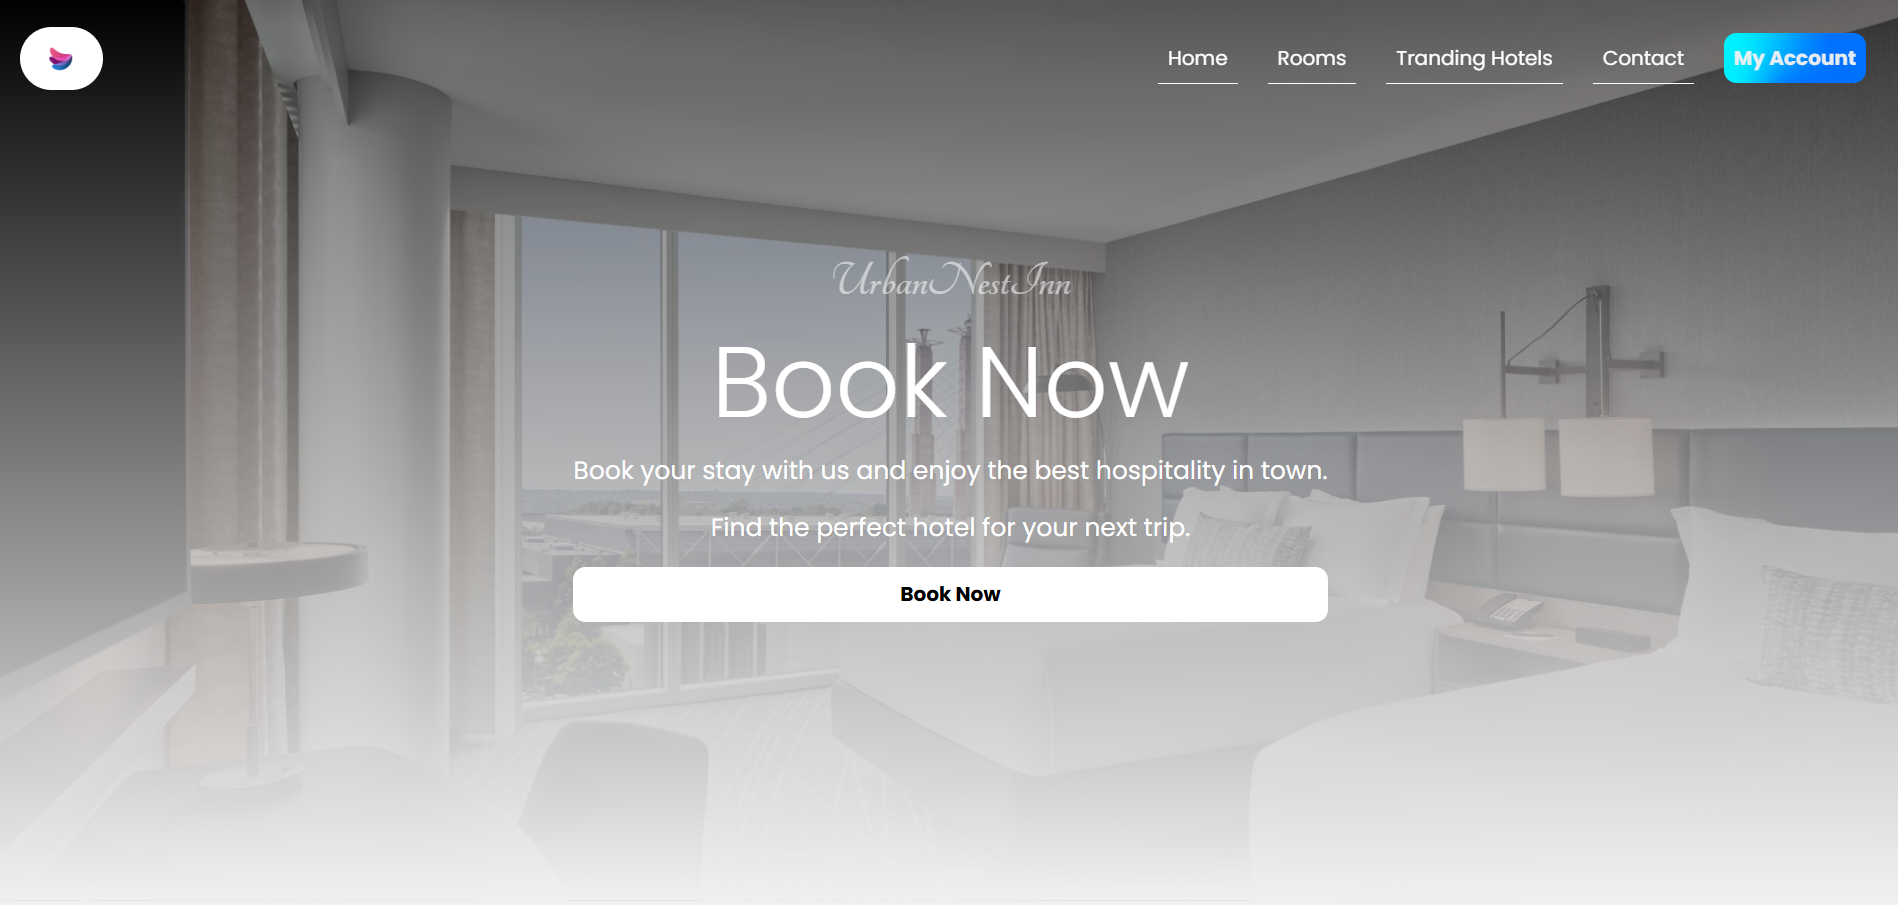 Home
Rooms
Tranding Hotels
Contact
My Account
UrbanNestInn
Book Now
Book your stay with us and enjoy the best hospitality in town.
Find the perfect hotel for your next trip.
Book Now